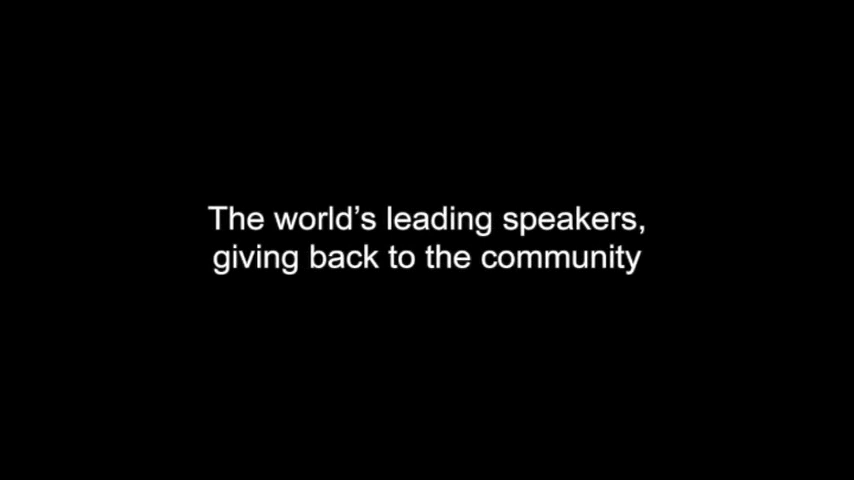 The world’s leading speakers,
giving back to the community